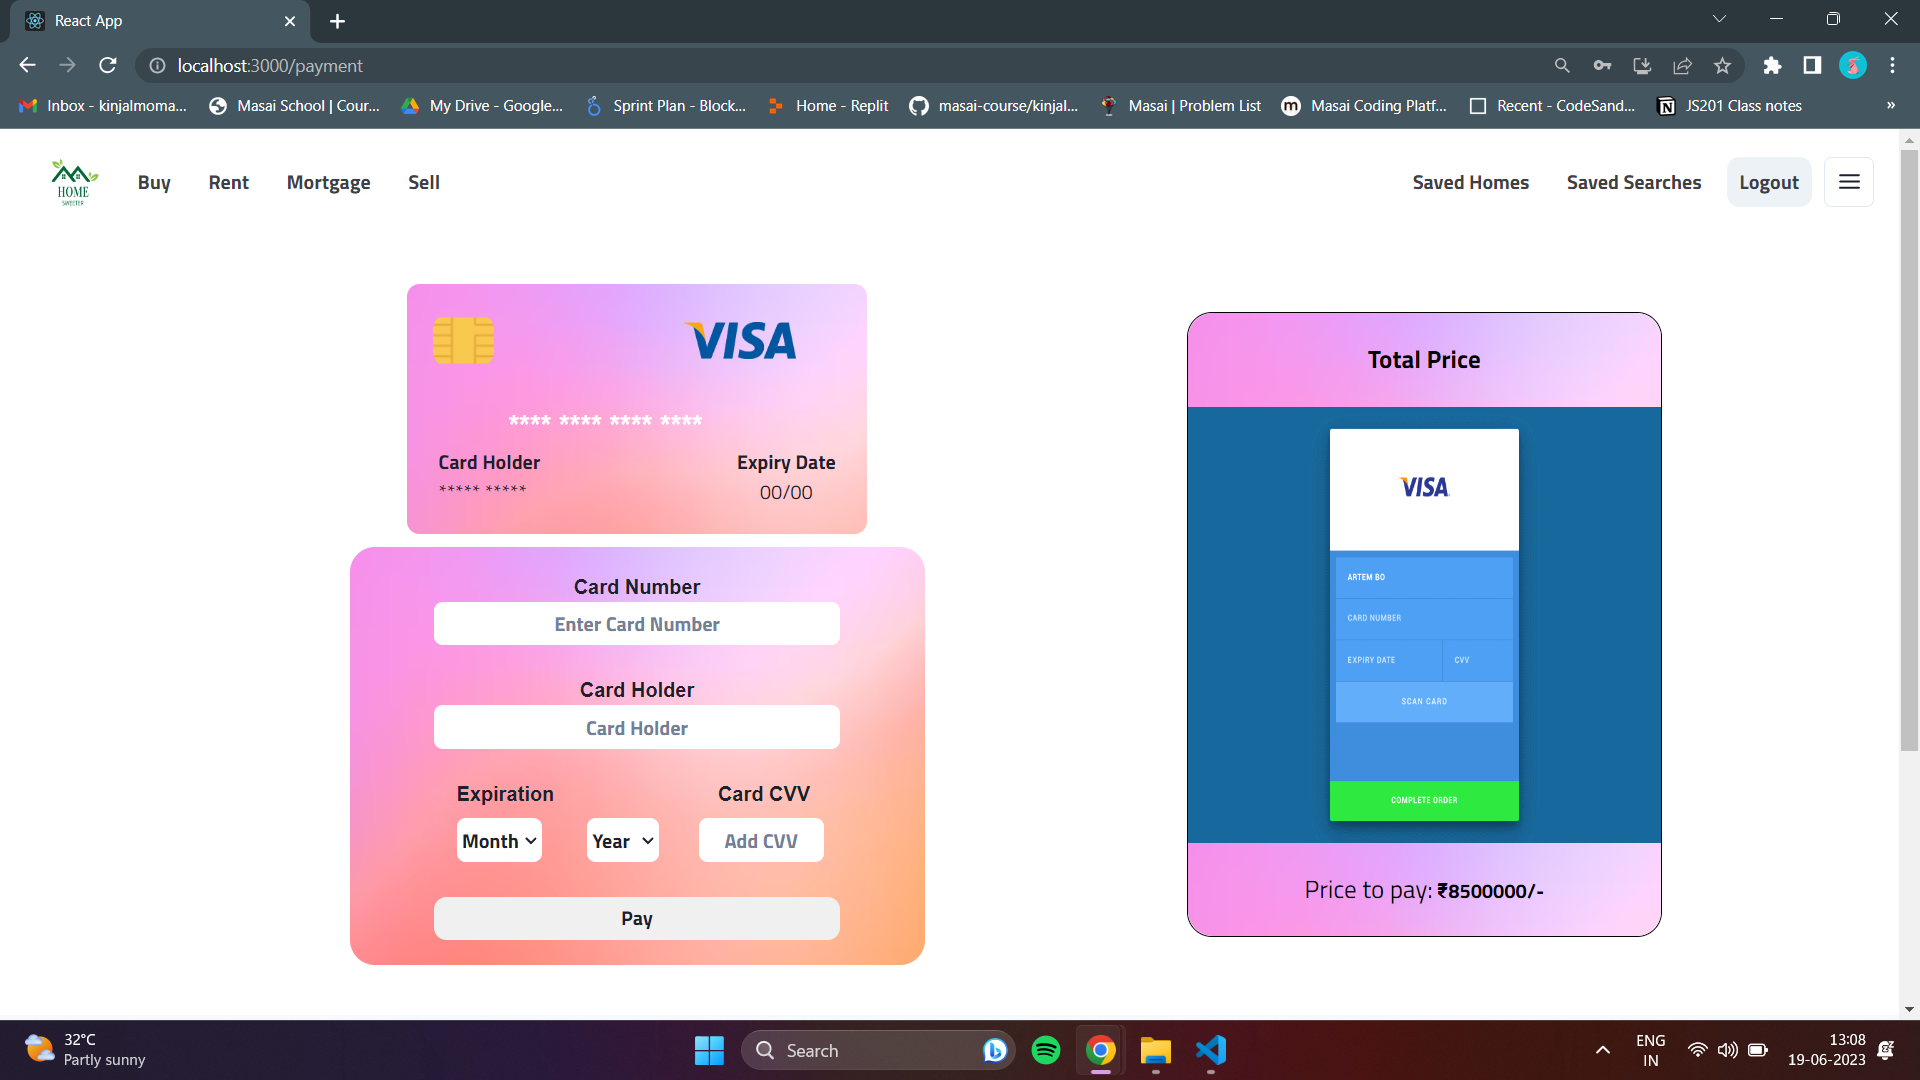 React App
localhost:3000/payment
Inbox - kinjalmoma...
Masai School | Cour...
My Drive - Google...
Sprint Plan - Block...
Home - Replit
masai-course/kinjal...
Masai | Problem List
Masai Coding Platf...
Recent - CodeSand...
JS201 Class notes
»
HOME
SWEETER
Buy
Rent
Mortgage
Sell
Saved Homes
Saved Searches
Logout
VISA
**** **** **** ****
Card Holder
Expiry Date
***** *****
00/00
Card Number
Enter Card Number
Card Holder
Card Holder
Expiration
Card CVV
Month
Year
Add CVV
Pay
Total Price
VISA
ARTEM BO
CARD NUMBER
EXPIRY DATE
CVV
SCAN CARD
COMPLETE ORDER
Price to pay: ₹8500000/-
32°C
Partly sunny
Search
ENG
IN
13:08
19-06-2023